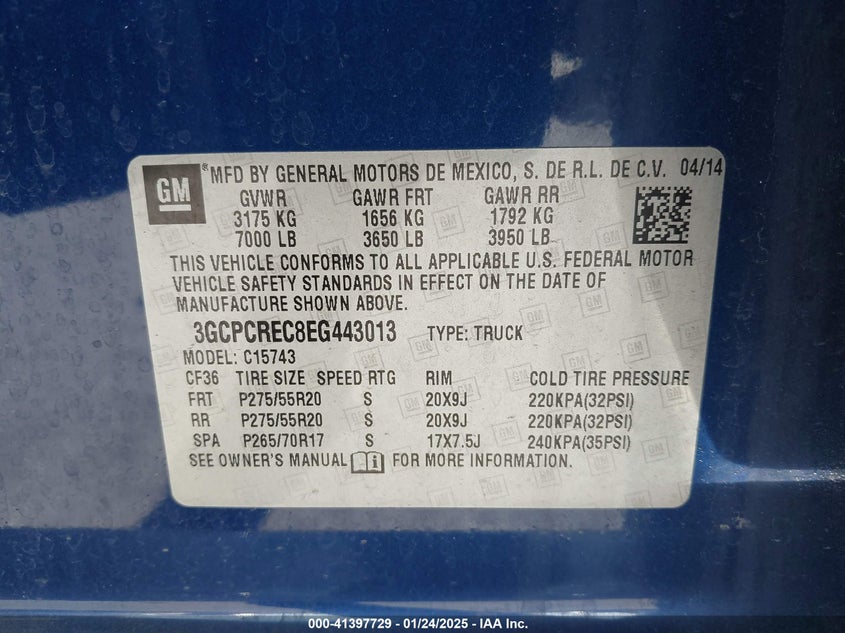 GM ® MFD BY GENERAL MOTORS DE MEXICO, S. DE R.L. DE C.V. 04/14
GVWR GAWR FRT GAWR RR
3175 KG 1656 KG 1792 KG
7000 LB 3650 LB 3950 LB
THIS VEHICLE CONFORMS TO ALL APPLICABLE U.S. FEDERAL MOTOR
VEHICLE SAFETY STANDARDS IN EFFECT ON THE DATE OF
MANUFACTURE SHOWN ABOVE.
3GCPCREC8EG443013 TYPE: TRUCK
MODEL: C15743
CF36 TIRE SIZE SPEED RTG RIM COLD TIRE PRESSURE
FRT P275/55R20 S 20X9J 220KPA(32PSI)
RR P275/55R20 S 20X9J 220KPA(32PSI)
SPA P265/70R17 S 17X7.5J 240KPA(35PSI)
SEE OWNER'S MANUAL FOR MORE INFORMATION.
000-41397729 - 01/24/2025 - IAA Inc.